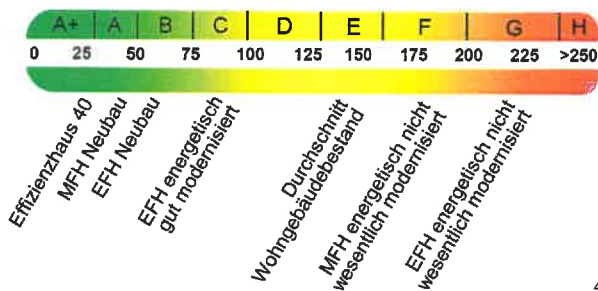 A+ A B C D E F G H
0 25 50 75 100 125 150 175 200 225 >250
Effizienzhaus 40
MFH Neubau
EFH Neubau
EFH energetisch
gut modernisiert
Durchschnitt
Wohngebäudebestand
MFH energetisch nicht
wesentlich modernisiert
EFH energetisch nicht
wesentlich modernisiert